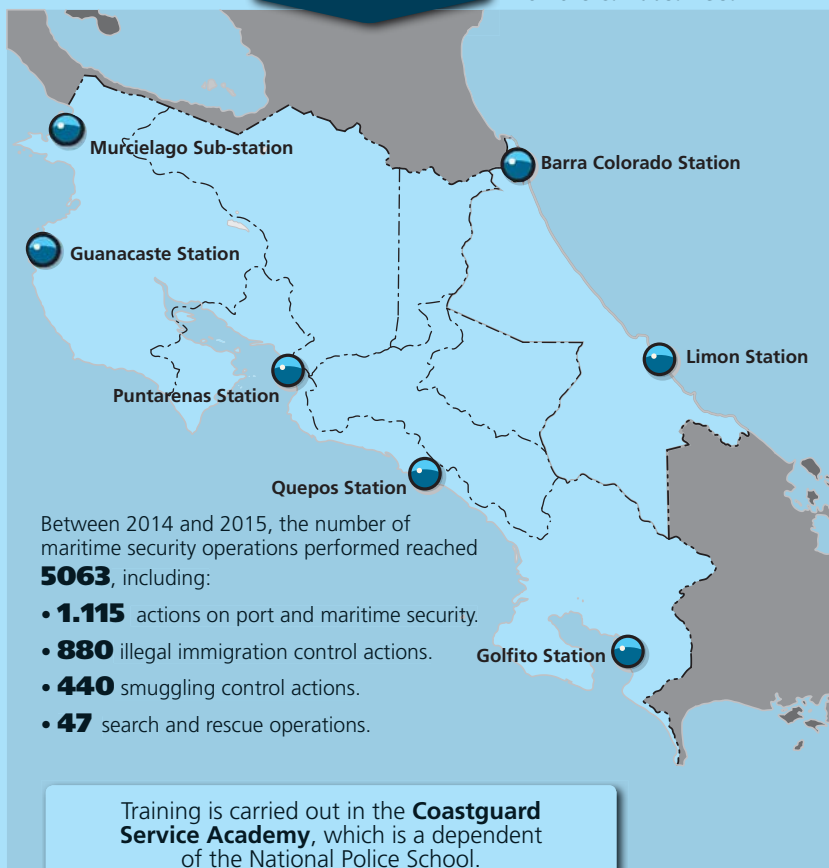 Murcielago Sub-station
Barra Colorado Station
Guanacaste Station
Limon Station
Puntarenas Station
Quepos Station
Between 2014 and 2015, the number of
maritime security operations performed reached
5063, including:
• 1.115 actions on port and maritime security.
• 880 illegal immigration control actions.
• 440 smuggling control actions.
• 47 search and rescue operations.
Golfito Station
Training is carried out in the Coastguard
Service Academy, which is a dependent
of the National Police School.